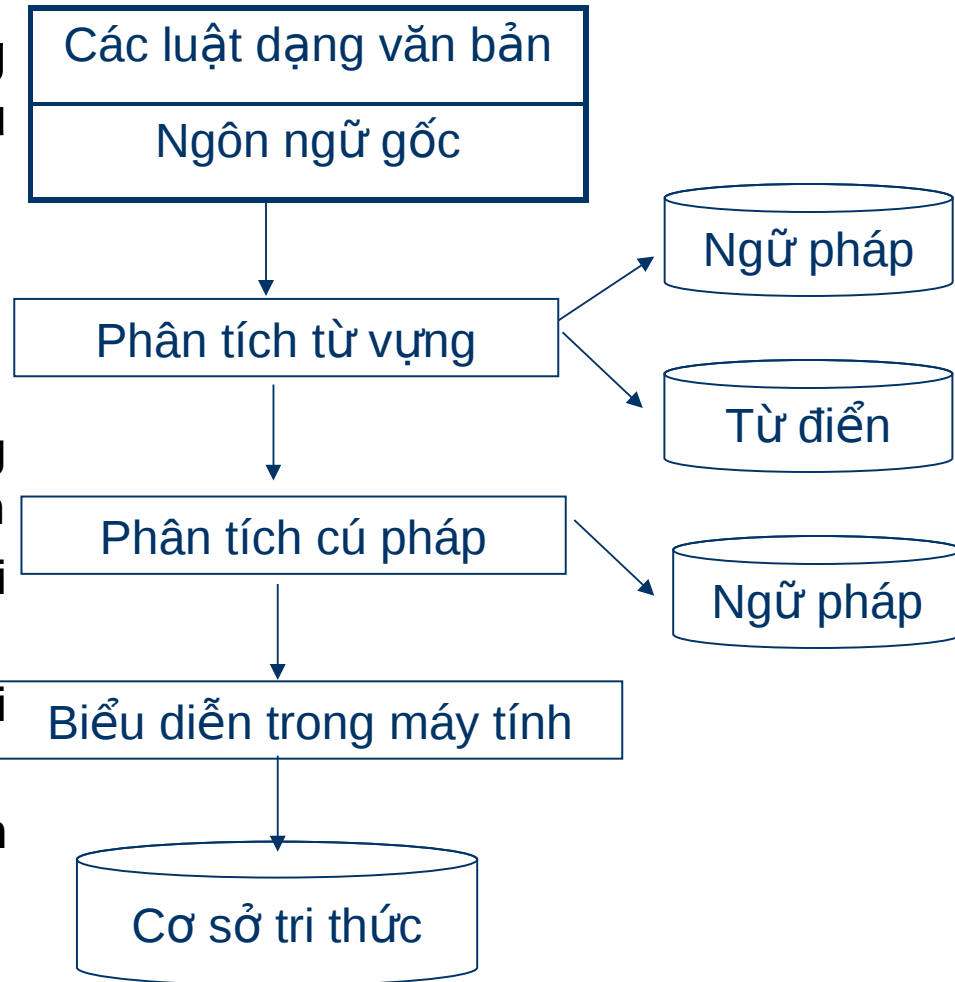 Các luật dạng văn bản
Ngôn ngữ gốc
Ngữ pháp
Phân tích từ vựng
Từ điển
Phân tích cú pháp
Ngữ pháp
Biểu diễn trong máy tính
Cơ sở tri thức